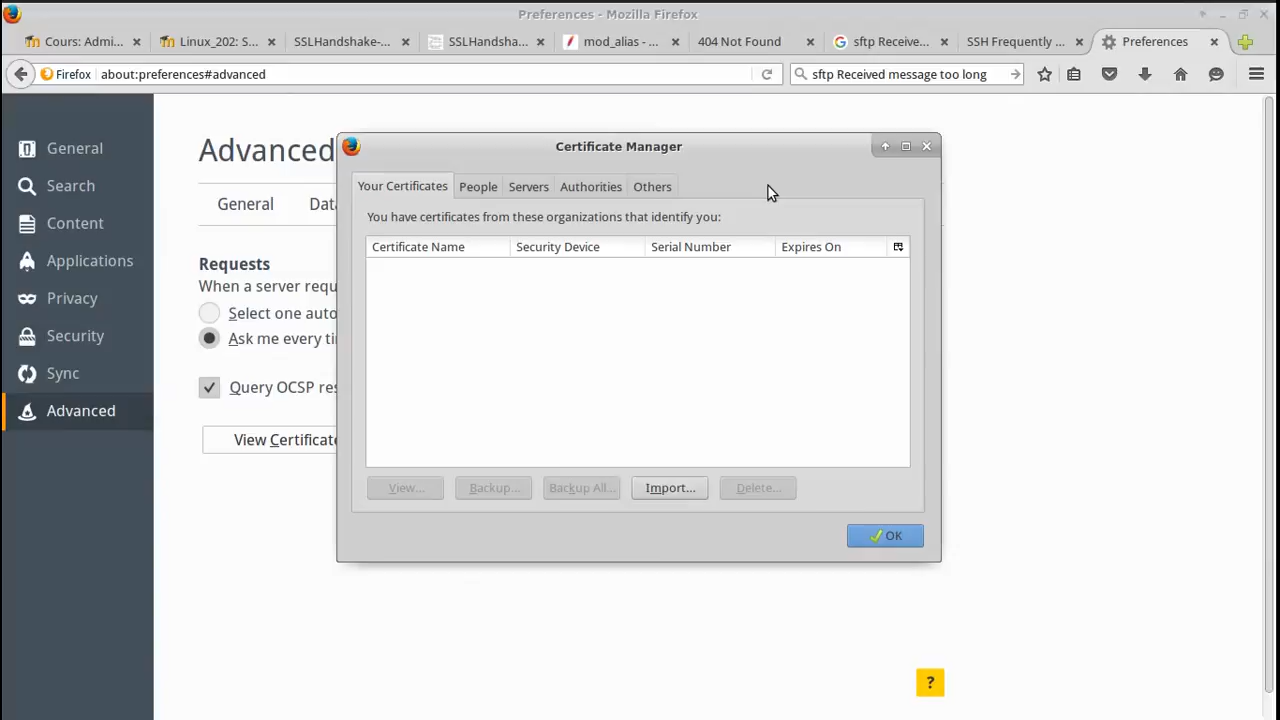 Preferences - Mozilla Firefox
Cours: Admi...
Linux_202: S...
SSLHandshake-...
SSLHandsha...
mod_alias - ...
404 Not Found
sftp Receive...
SSH Frequently ...
Preferences
Firefox
about:preferences#advanced
sftp Received message too long
General
Search
Content
Applications
Privacy
Security
Sync
Advanced
Advanced
General
Dat
Requests
When a server requ
Select one auto
Ask me every ti
Query OCSP res
View Certificat
Certificate Manager
Your Certificates
People
Servers
Authorities
Others
You have certificates from these organizations that identify you:
Certificate Name
Security Device
Serial Number
Expires On
View...
Backup...
Backup All...
Import...
Delete...
OK
?